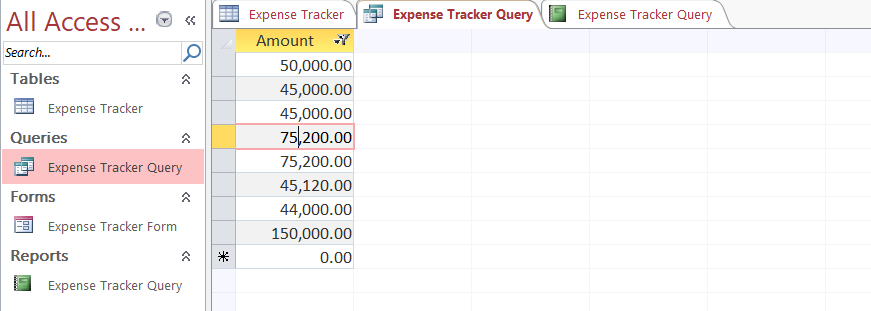 All Access ...
Search...
Tables
Expense Tracker
Queries
Expense Tracker Query
Forms
Expense Tracker Form
Reports
Expense Tracker Query
Expense Tracker
Expense Tracker Query
Expense Tracker Query
Amount
50,000.00
45,000.00
45,000.00
75,200.00
75,200.00
45,120.00
44,000.00
150,000.00
0.00